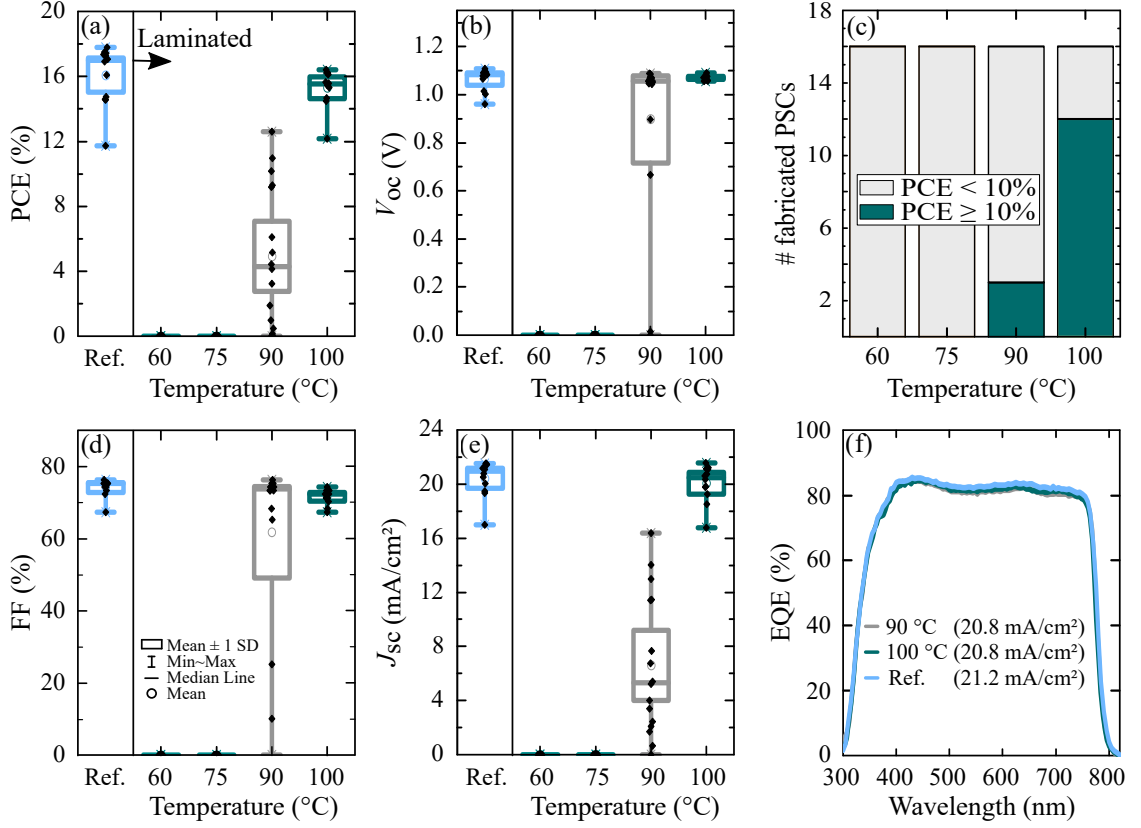 (a)
Laminated
PCE (%)
20
16
12
8
4
0
Ref. 60 75 90 100
Temperature (°C)
(b)
Voc (V)
1.2
1.0
0.8
0.6
0.4
0.2
0.0
Ref. 60 75 90 100
Temperature (°C)
(c)
# fabricated PSCs
18
16
14
12
10
8
6
4
2
PCE < 10%
PCE ≥ 10%
60 75 90 100
Temperature (°C)
(d)
FF (%)
80
60
40
20
0
Mean ± 1 SD
Min~Max
Median Line
Mean
Ref. 60 75 90 100
Temperature (°C)
(e)
Jsc (mA/cm²)
24
20
16
12
8
4
0
Ref. 60 75 90 100
Temperature (°C)
(f)
EQE (%)
100
80
60
40
20
0
90 °C (20.8 mA/cm²)
100 °C (20.8 mA/cm²)
Ref. (21.2 mA/cm²)
300 400 500 600 700 800
Wavelength (nm)